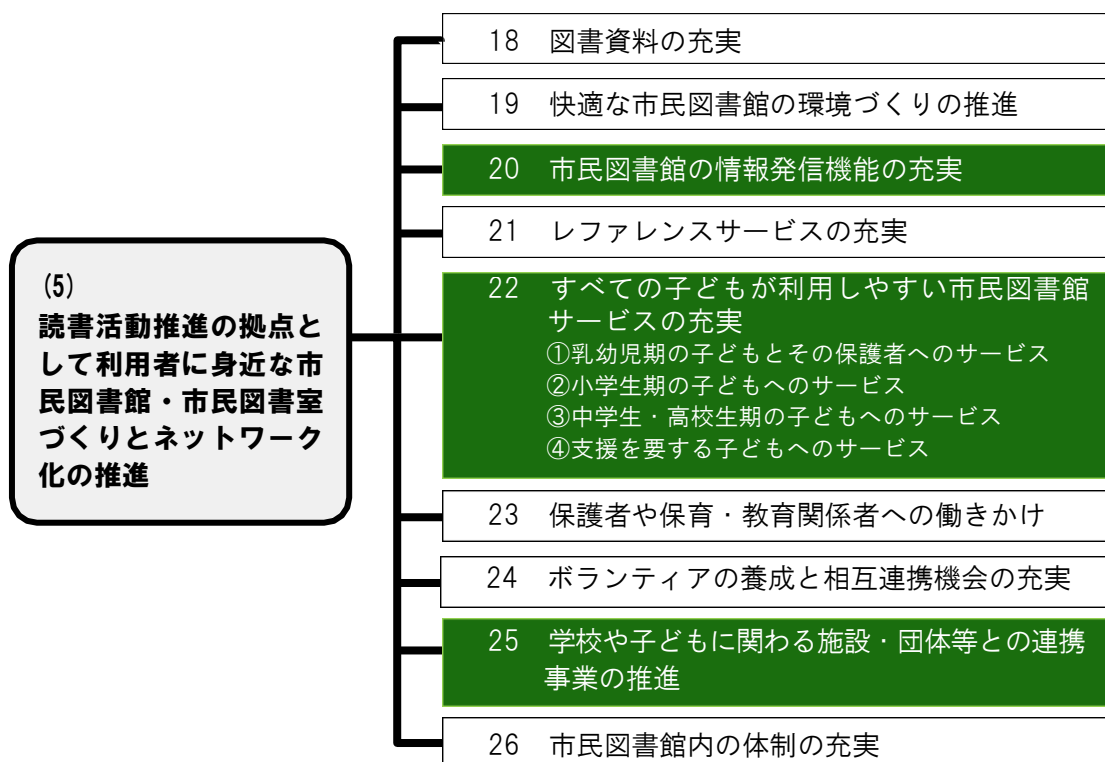 18 図書資料の充実
19 快適な市民図書館の環境づくりの推進
20 市民図書館の情報発信機能の充実
21 レファレンスサービスの充実
(5)
読書活動推進の拠点と
して利用者に身近な市
民図書館・市民図書室
づくりとネットワーク
化の推進
22 すべての子どもが利用しやすい市民図書館
サービスの充実
①乳幼児期の子どもとその保護者へのサービス
②小学生期の子どもへのサービス
③中学生・高校生期の子どもへのサービス
④支援を要する子どもへのサービス
23 保護者や保育・教育関係者への働きかけ
24 ボランティアの養成と相互連携機会の充実
25 学校や子どもに関わる施設・団体等との連携
事業の推進
26 市民図書館内の体制の充実